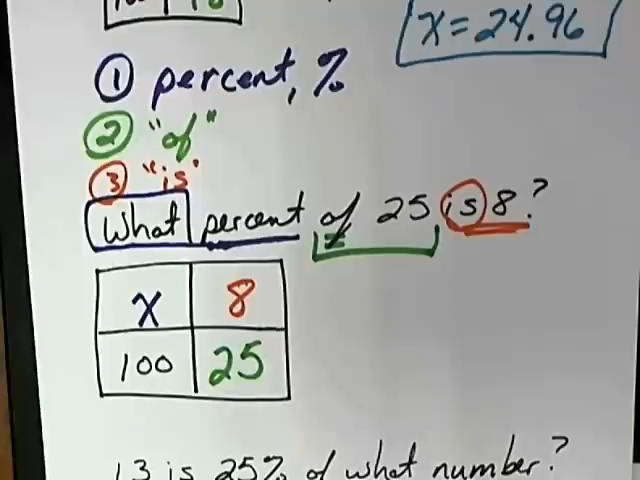 x = 24.96
① percent, %
② "of"
③ "is"
What percent of 25 is 8?
x 8
100 25
13 is 25% of what number?